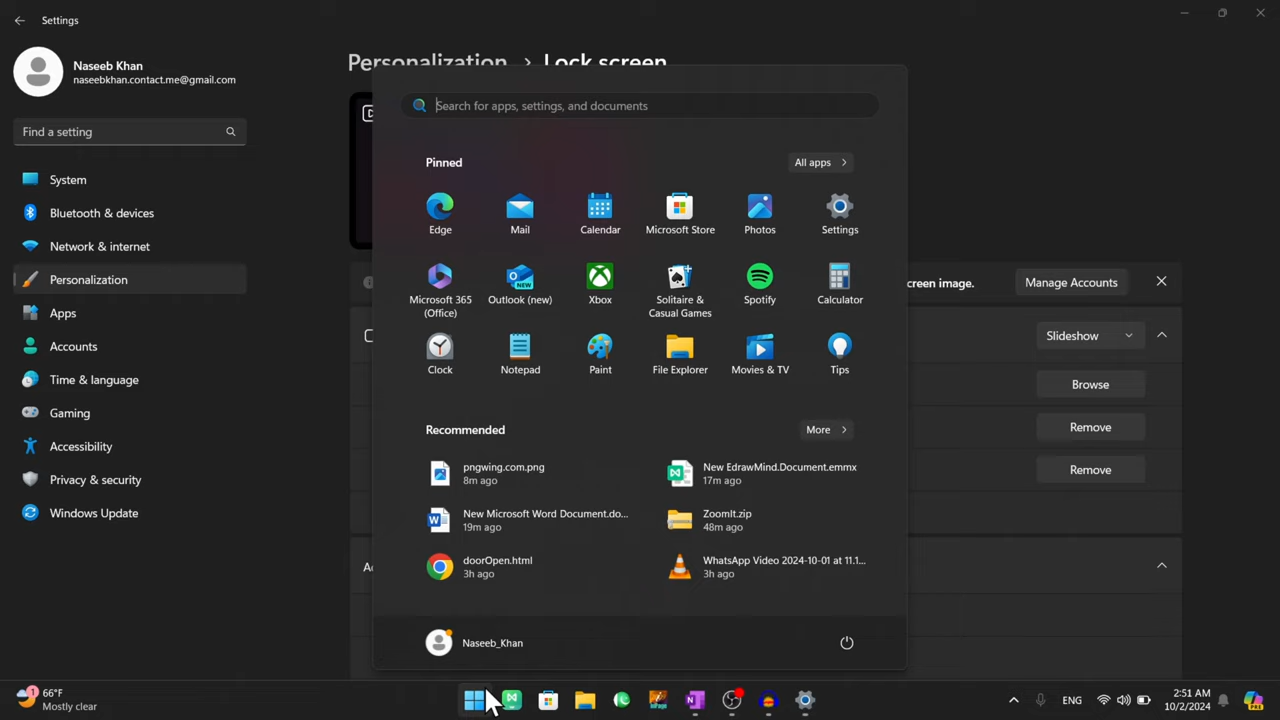 Settings
Naseeb Khan
naseebkhan.contact.me@gmail.com
Find a setting
System
Bluetooth & devices
Network & internet
Personalization
Apps
Accounts
Time & language
Gaming
Accessibility
Privacy & security
Windows Update
Personalization > Lock screen
Search for apps, settings, and documents
Pinned
All apps >
Edge
Mail
Calendar
Microsoft Store
Photos
Settings
Microsoft 365
(Office)
Outlook (new)
Xbox
Solitaire &
Casual Games
Spotify
Calculator
Clock
Notepad
Paint
File Explorer
Movies & TV
Tips
Recommended
More >
pngwing.com.png
8m ago
New EdrawMind.Document.emmx
17m ago
New Microsoft Word Document.do...
19m ago
ZoomIt.zip
48m ago
doorOpen.html
3h ago
WhatsApp Video 2024-10-01 at 11.1...
3h ago
Naseeb_Khan
creen image.
Manage Accounts
Slideshow
Browse
Remove
Remove
1
66°F
Mostly clear
ENG
2:51 AM
10/2/2024